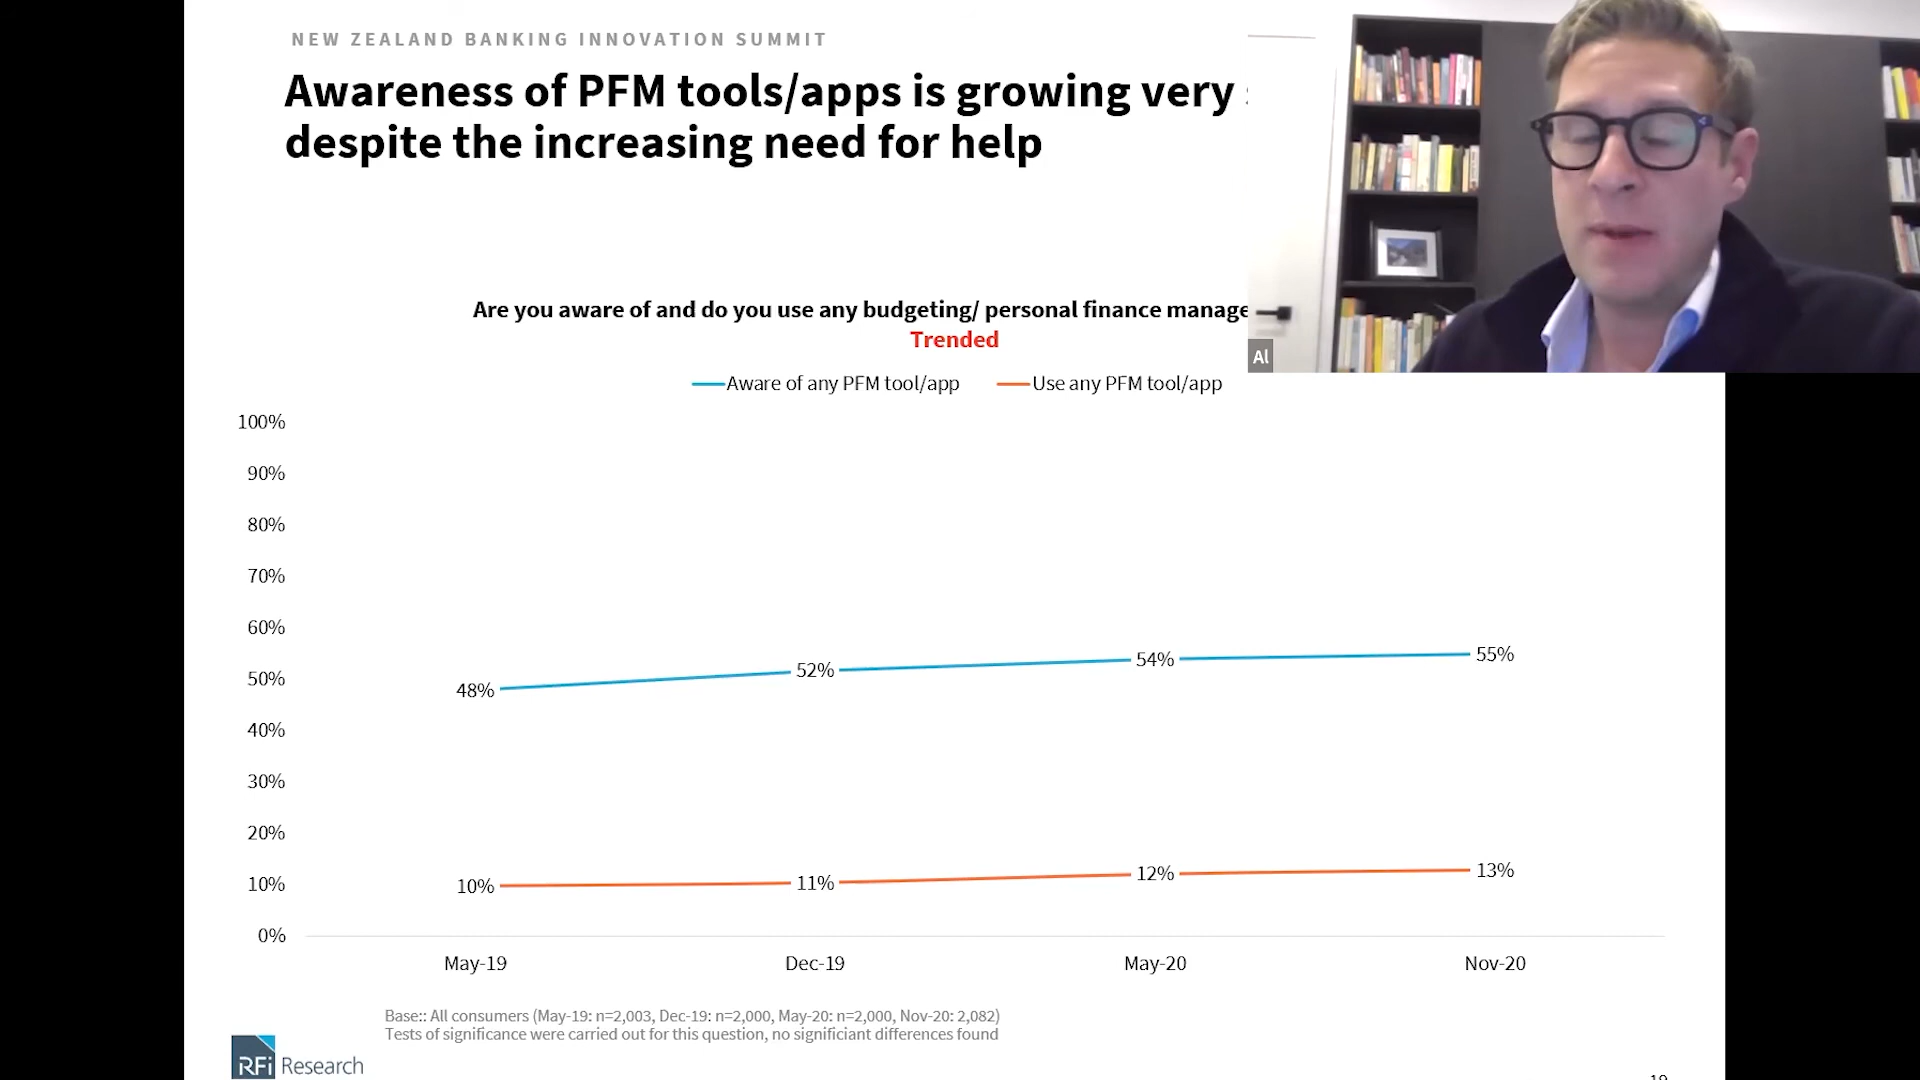 NEW ZEALAND BANKING INNOVATION SUMMIT
Awareness of PFM tools/apps is growing very
despite the increasing need for help
Are you aware of and do you use any budgeting/ personal finance manage
Trended
Al
Aware of any PFM tool/app Use any PFM tool/app
100%
90%
80%
70%
60%
50%
40%
30%
20%
10%
0%
48% 52% 54% 55%
10% 11% 12% 13%
May-19 Dec-19 May-20 Nov-20
Base:: All consumers (May-19: n=2,003, Dec-19: n=2,000, May-20: n=2,000, Nov-20: 2,082)
Tests of significance were carried out for this question, no significiant differences found
RFi Research